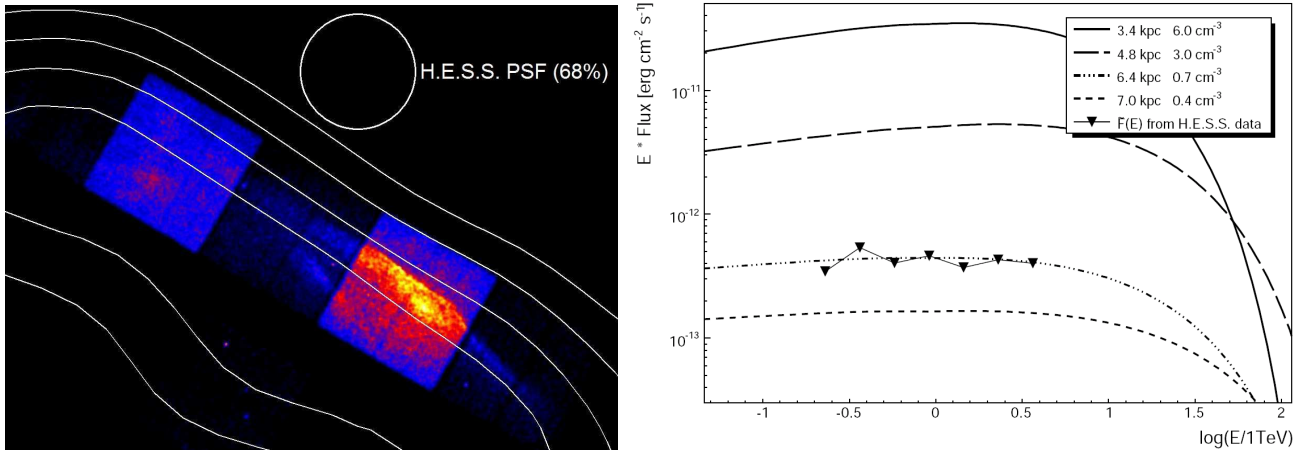 H.E.S.S. PSF (68%)
E * Flux [erg cm⁻² s⁻¹]
10⁻¹¹
10⁻¹²
10⁻¹³
3.4 kpc 6.0 cm⁻³
4.8 kpc 3.0 cm⁻³
6.4 kpc 0.7 cm⁻³
7.0 kpc 0.4 cm⁻³
F(E) from H.E.S.S. data
-1 -0.5 0 0.5 1 1.5 2
log(E/1TeV)